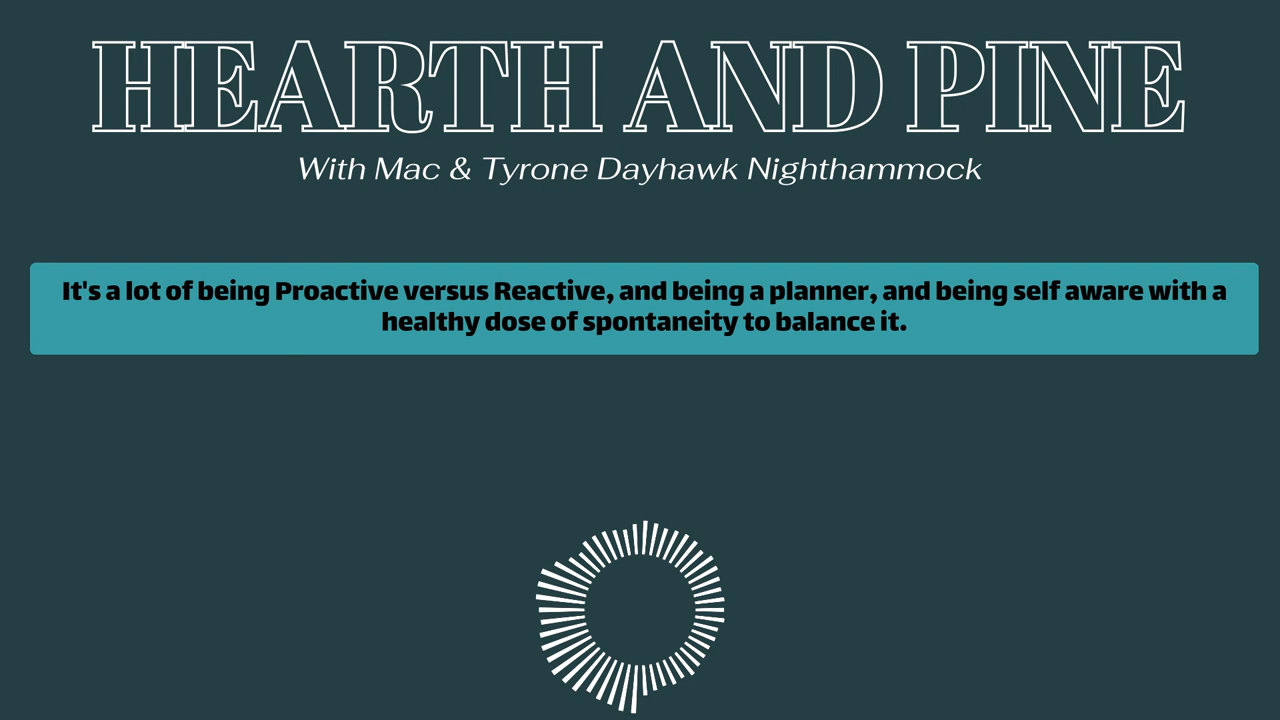 HEARTH AND PINE
With Mac & Tyrone Dayhawk Nighthammock
It's a lot of being Proactive versus Reactive, and being a planner, and being self aware with a
healthy dose of spontaneity to balance it.